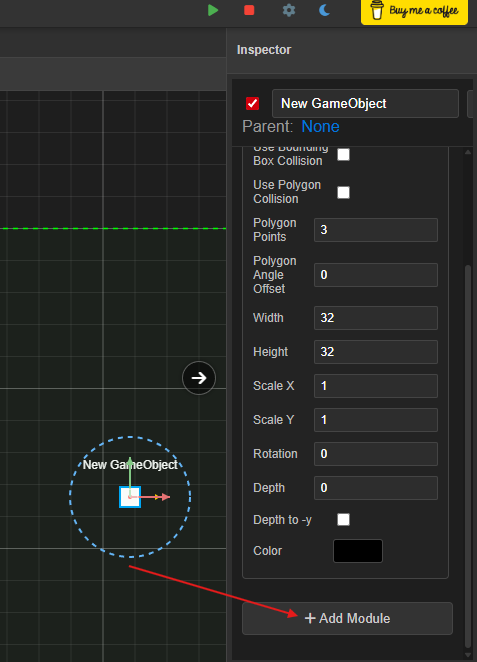 Buy me a coffee
Inspector
New GameObject
Parent: None
Use Bounding
Box Collision
Use Polygon
Collision
Polygon
Points
3
Polygon
Angle
Offset
0
Width
32
Height
32
Scale X
1
Scale Y
1
Rotation
0
Depth
0
Depth to -y
Color
New GameObject
+ Add Module